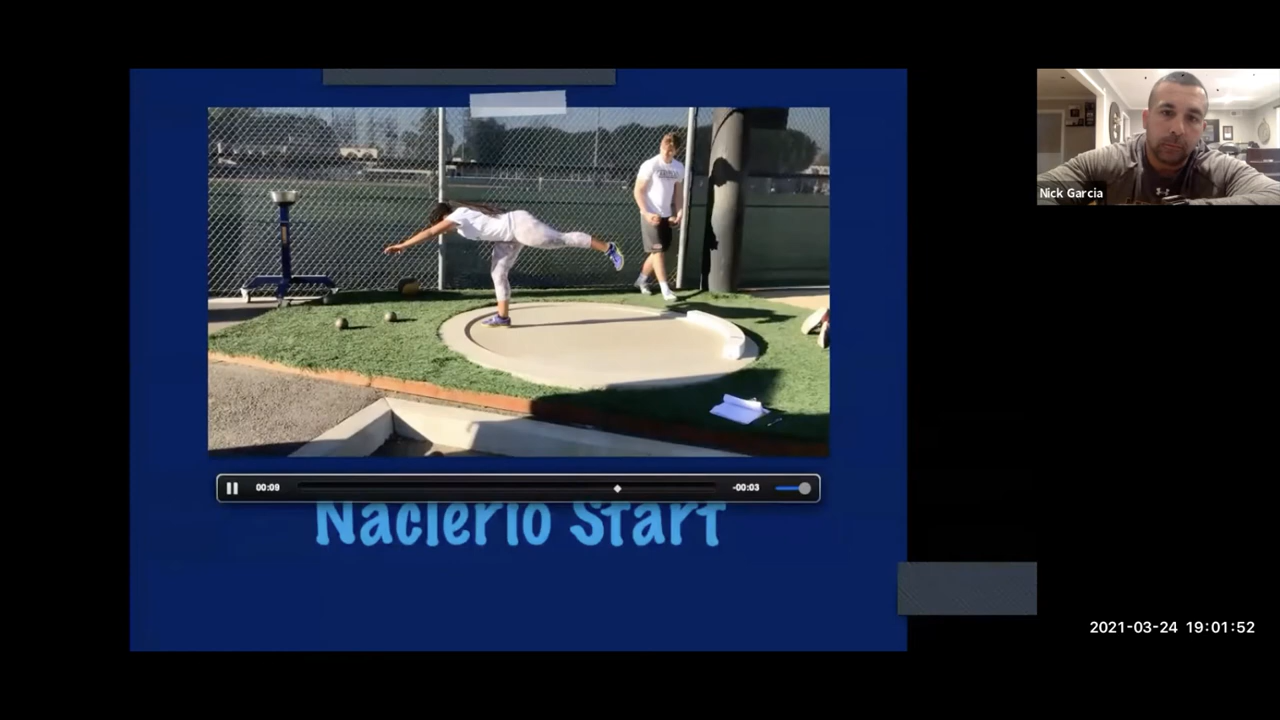 Nick Garcia
00:09
-00:03
Naclerio Start
2021-03-24 19:01:52